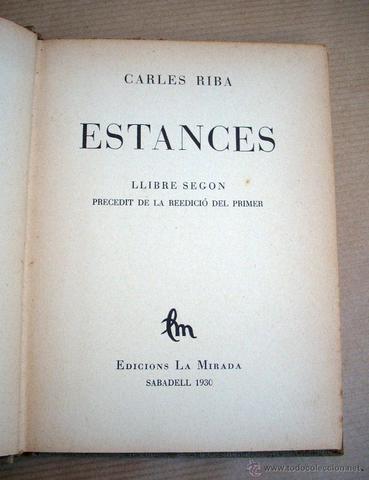 CARLES RIBA
ESTANCES
LLIBRE SEGON
PRECEDIT DE LA REEDICIÓ DEL PRIMER
lm
EDICIONS LA MIRADA
SABADELL 1930
© www.todocoleccion.net